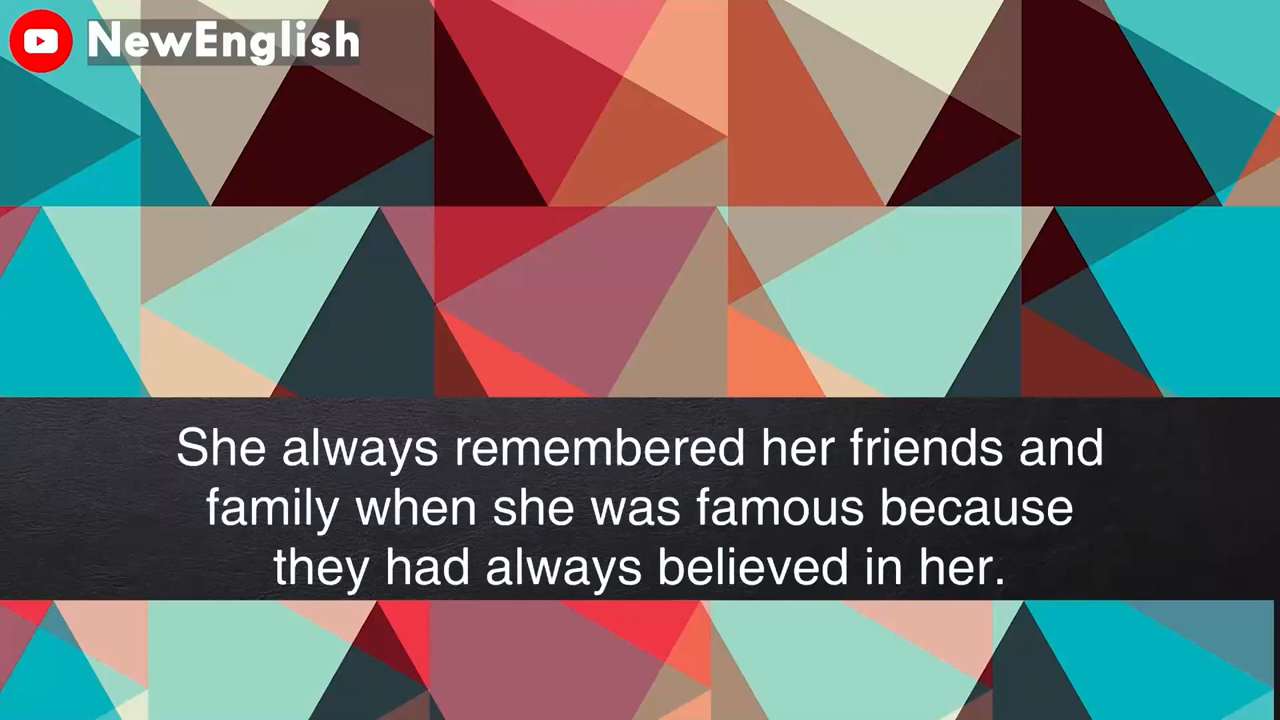 NewEnglish
She always remembered her friends and
family when she was famous because
they had always believed in her.